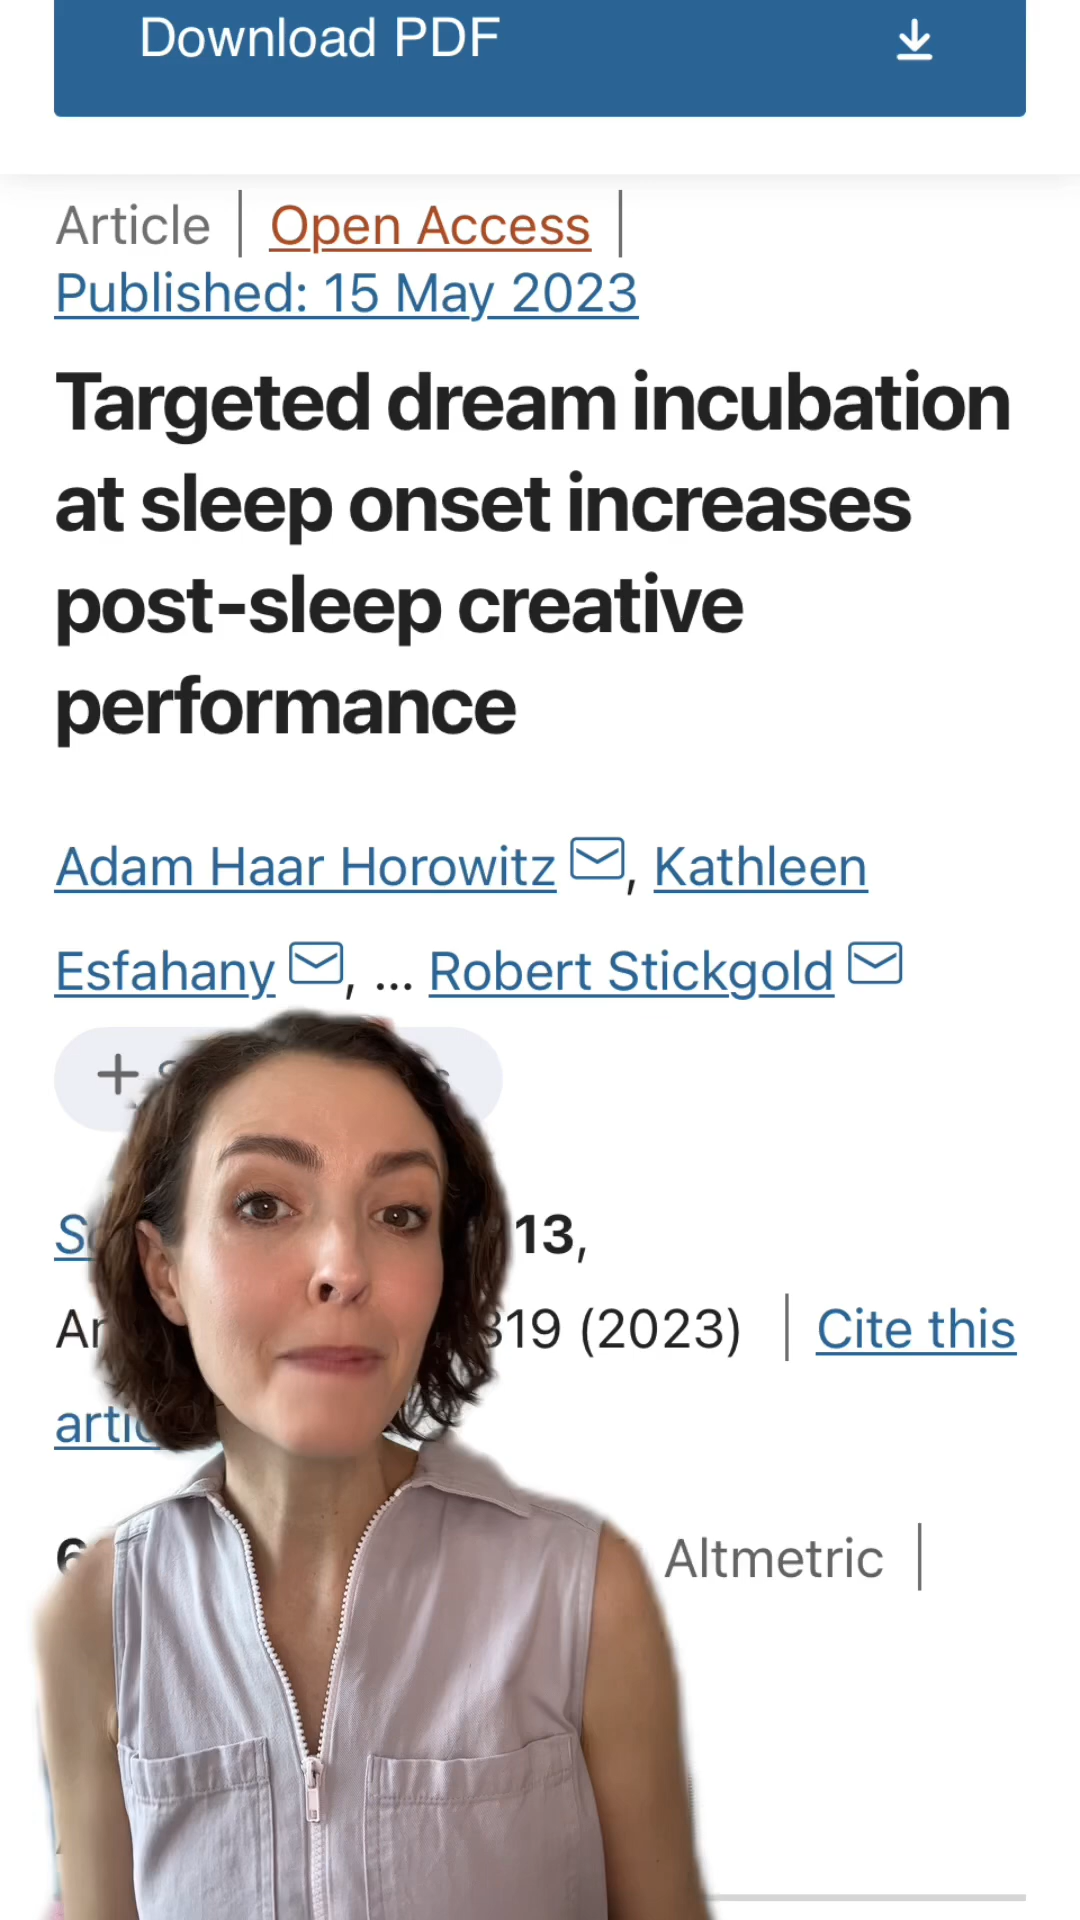 Download PDF
Article | Open Access |
Published: 15 May 2023
Targeted dream incubation
at sleep onset increases
post-sleep creative
performance
Adam Haar Horowitz, Kathleen
Esfahany, ... Robert Stickgold
+
13,
319 (2023) | Cite this
Altmetric |